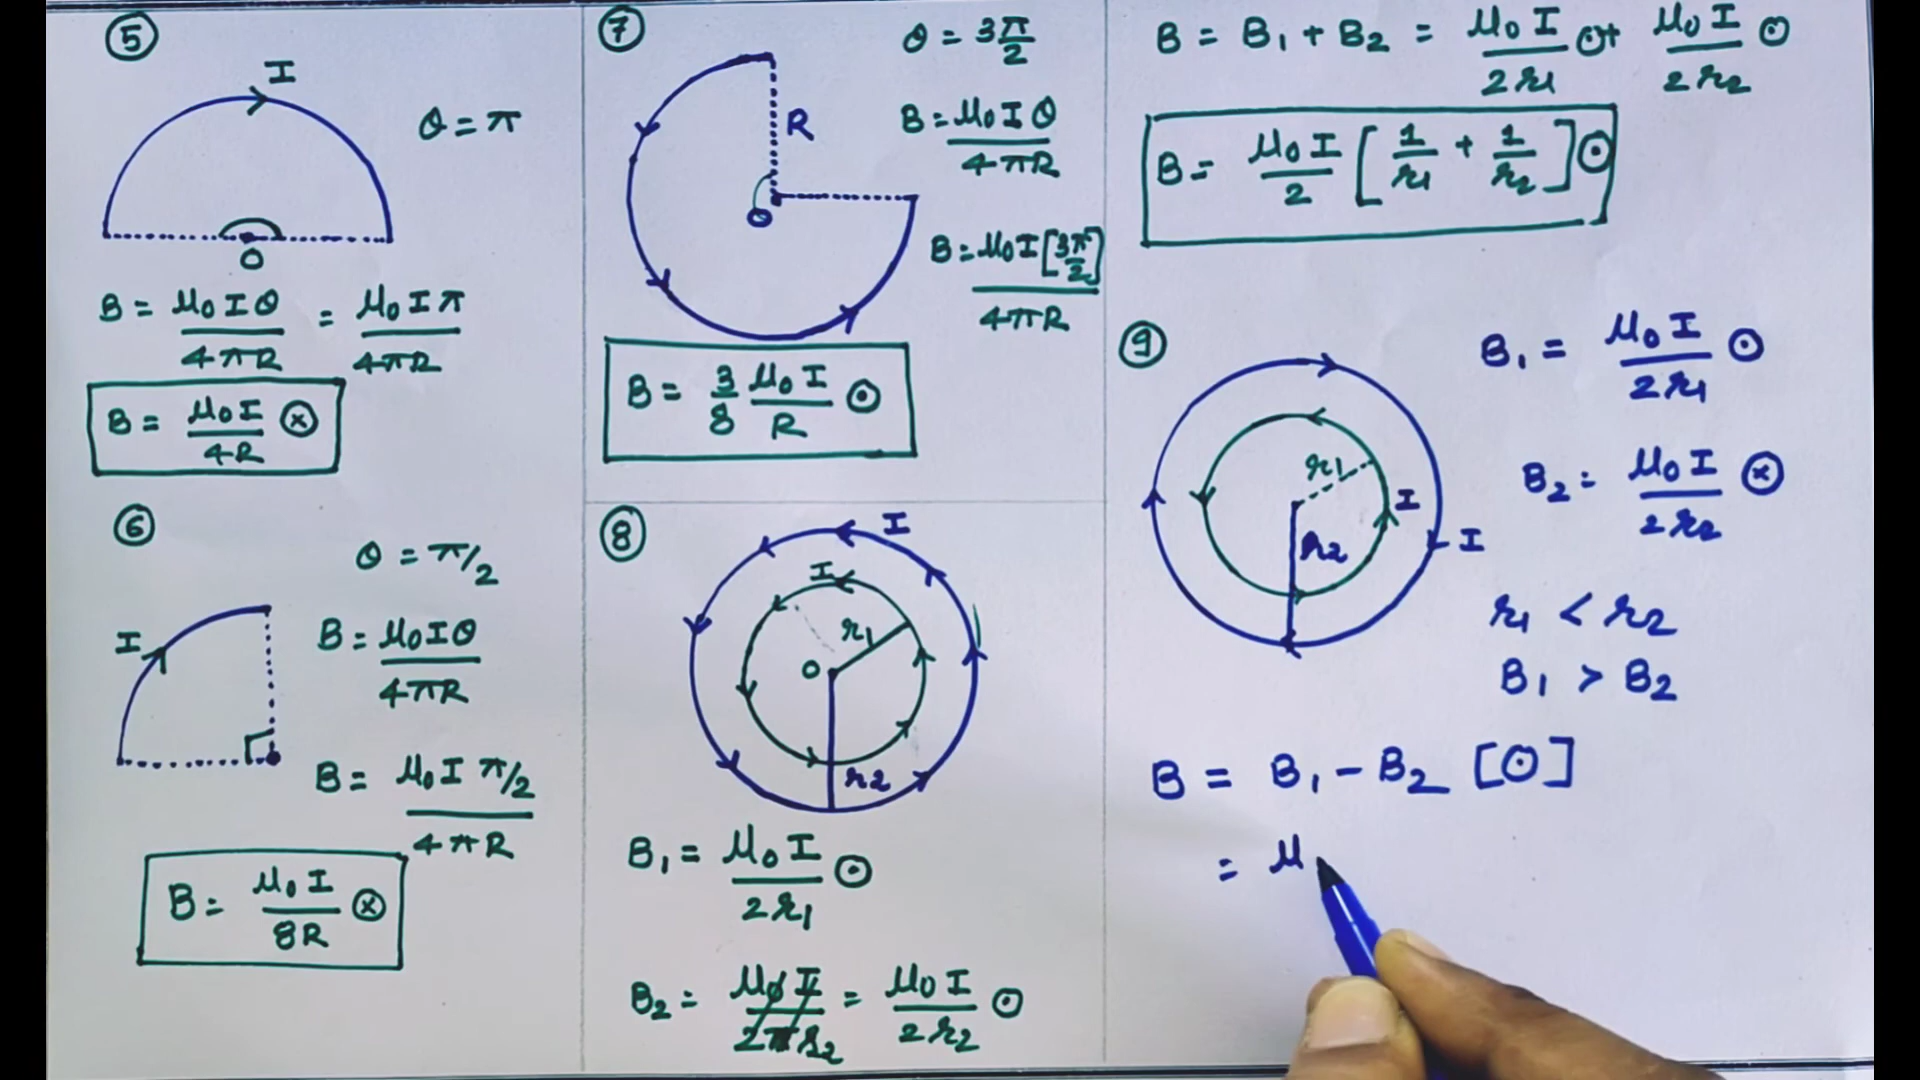 ⑤
I
θ = π
O
B = μ₀Iθ/4πR = μ₀Iπ/4πR
B = μ₀I/4R ⊗
⑥
θ = π/2
I
B = μ₀Iθ/4πR
B = μ₀I π/2/4πR
B = μ₀I/8R ⊗
⑦
θ = 3π/2
R
B = μ₀Iθ/4πR
B = μ₀I[3π/2]/4πR
B = 3/8 μ₀I/R ⊙
⑧
I
I
r₁
O
r₂
B₁ = μ₀I/2r₁ ⊙
B₂ = μ₀I/2πr₂ = μ₀I/2r₂ ⊙
B = B₁ + B₂ = μ₀I/2r₁ ⊙ + μ₀I/2r₂ ⊙
B = μ₀I/2 [1/r₁ + 1/r₂] ⊙
⑨
B₁ = μ₀I/2r₁ ⊙
r₁
I
r₂
I
B₂ = μ₀I/2r₂ ⊗
r₁ < r₂
B₁ > B₂
B = B₁ − B₂ [⊙]
= μ